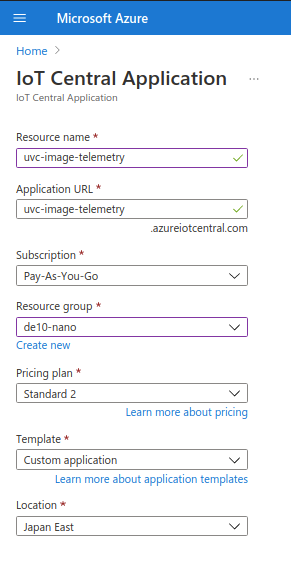 Microsoft Azure
Home >
IoT Central Application ...
IoT Central Application
Resource name *
uvc-image-telemetry
Application URL *
uvc-image-telemetry
.azureiotcentral.com
Subscription *
Pay-As-You-Go
Resource group *
de10-nano
Create new
Pricing plan *
Standard 2
Learn more about pricing
Template *
Custom application
Learn more about application templates
Location *
Japan East